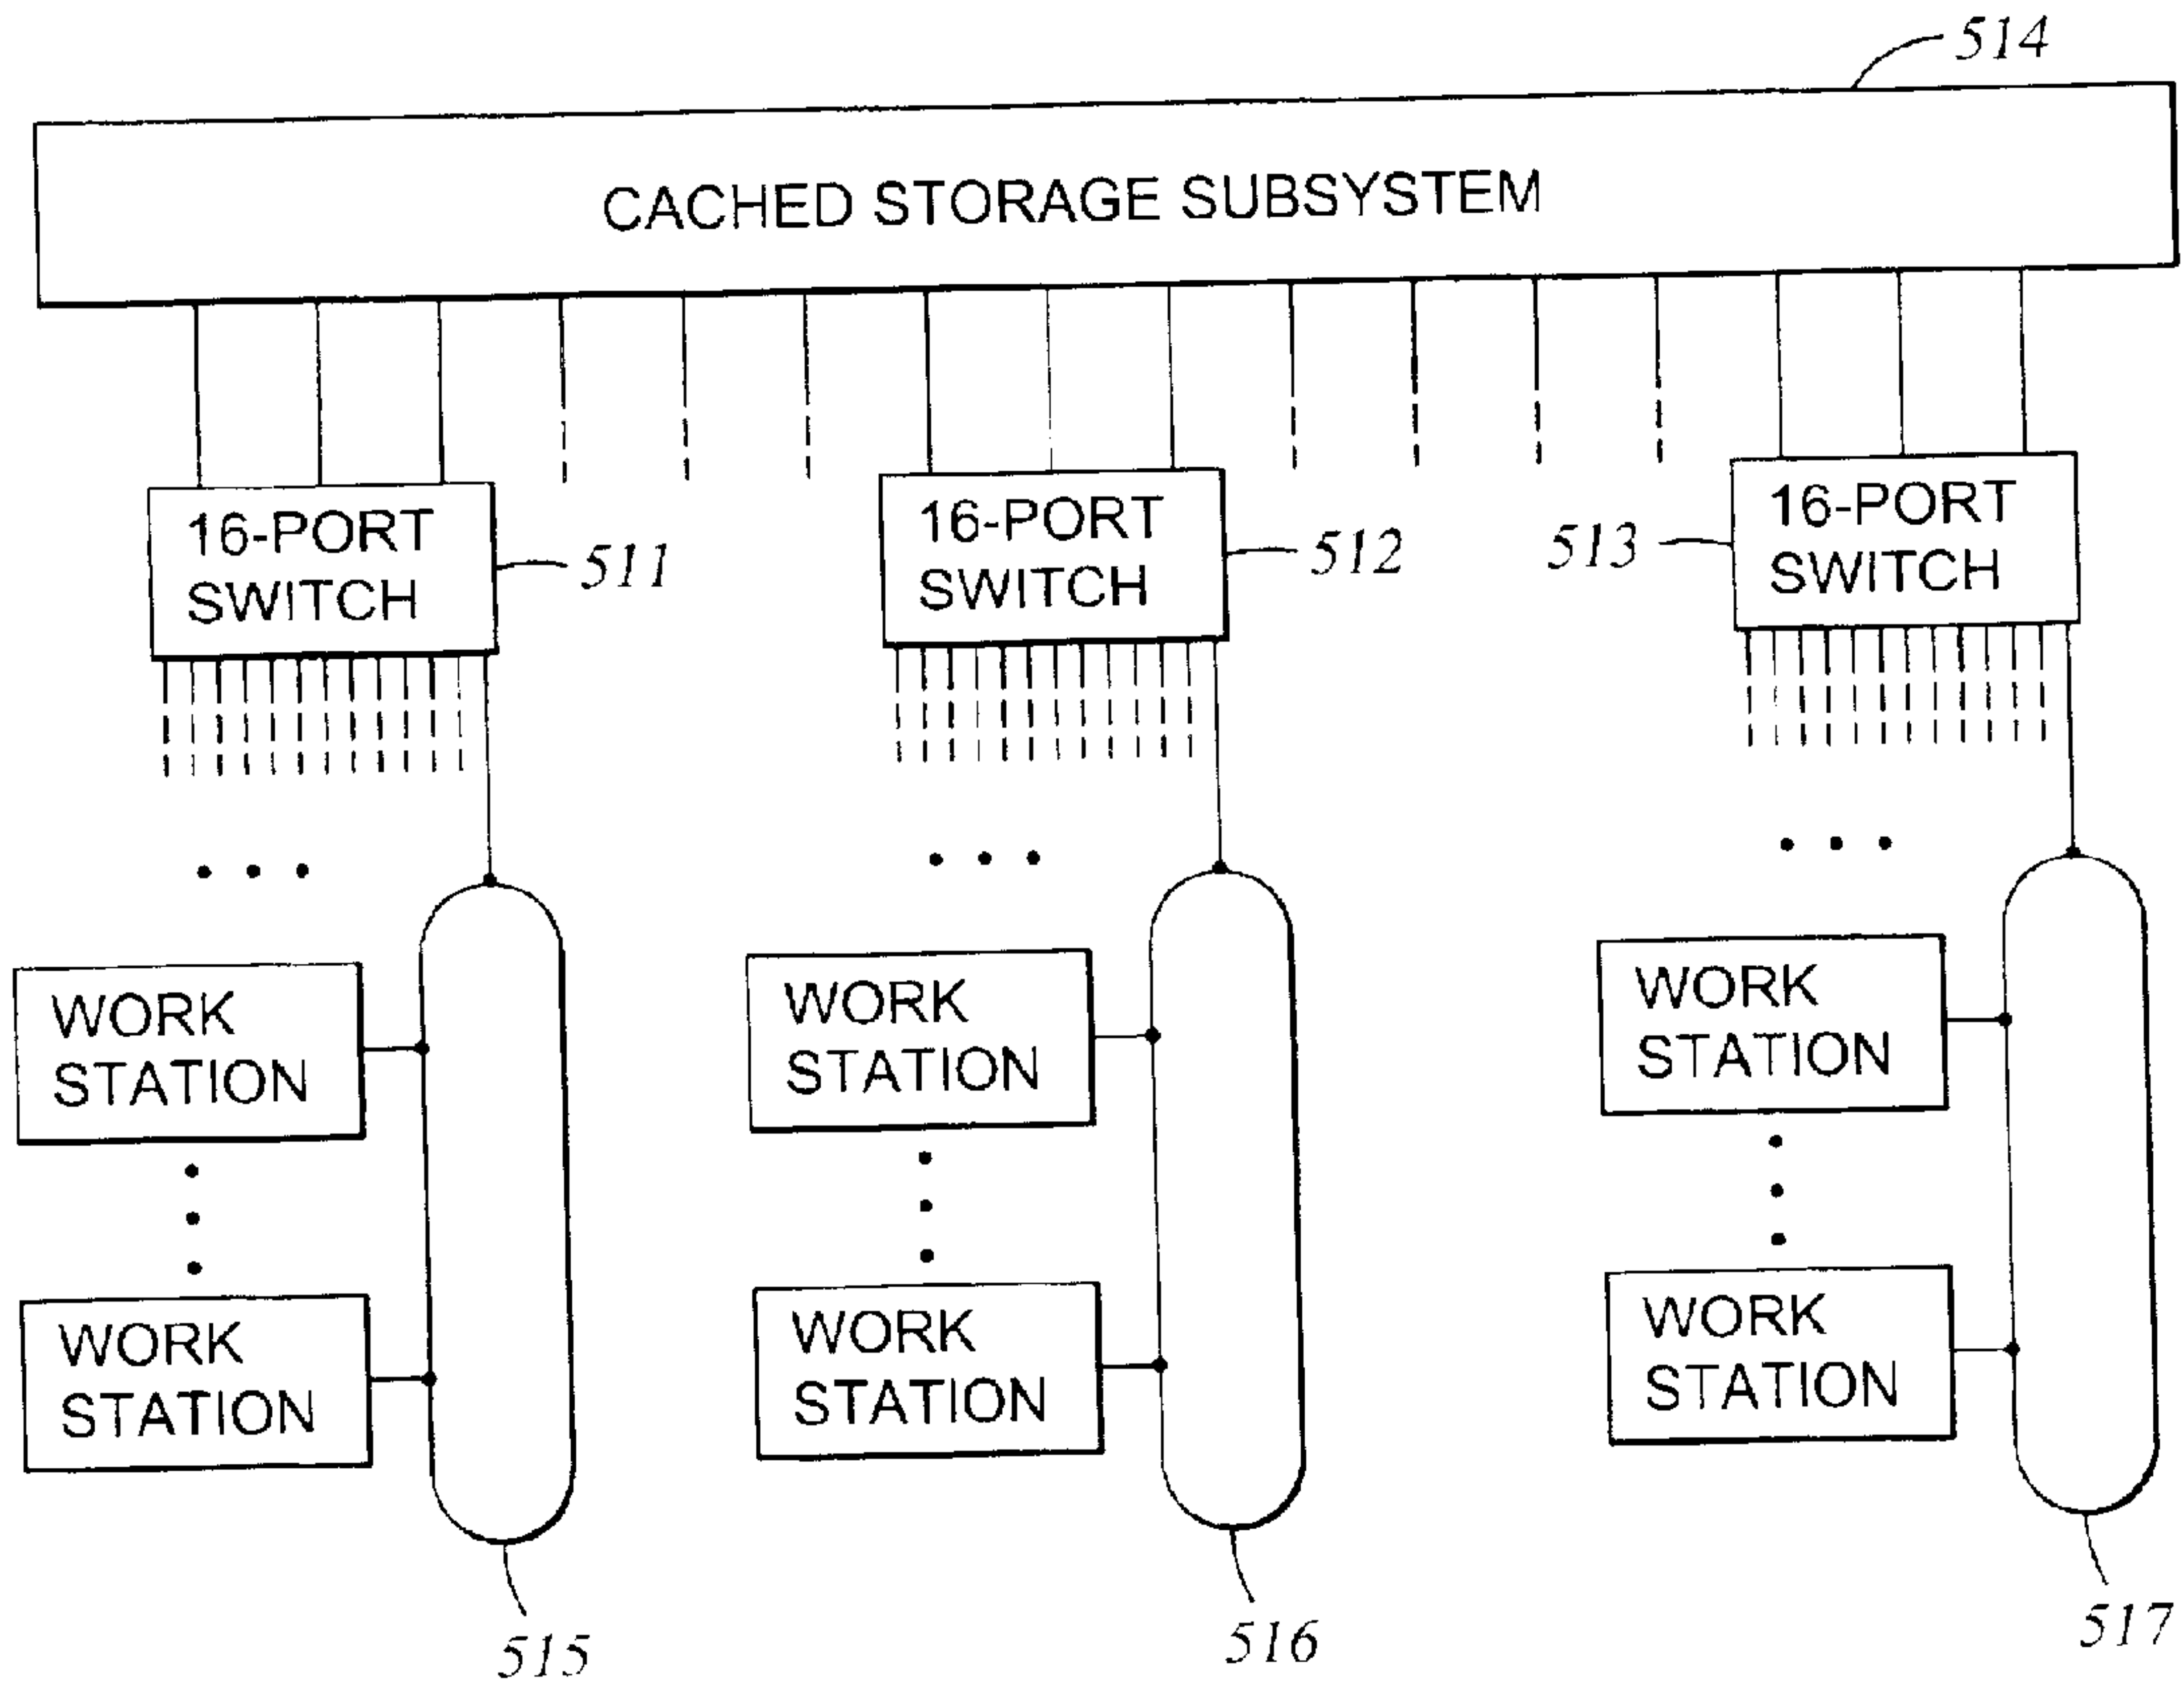 514
CACHED STORAGE SUBSYSTEM
16-PORT
SWITCH
511
16-PORT
SWITCH
512
513
16-PORT
SWITCH
WORK
STATION
WORK
STATION
WORK
STATION
WORK
STATION
WORK
STATION
WORK
STATION
515
516
517